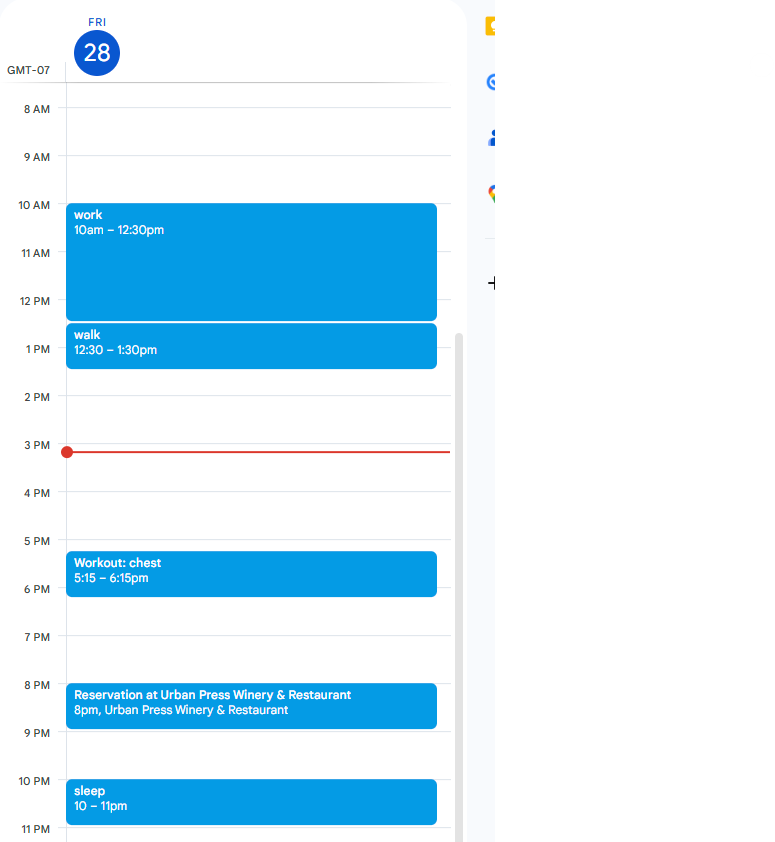 FRI
28
GMT-07
8 AM
9 AM
10 AM
work
10am – 12:30pm
11 AM
12 PM
walk
12:30 – 1:30pm
1 PM
2 PM
3 PM
4 PM
5 PM
Workout: chest
5:15 – 6:15pm
6 PM
7 PM
8 PM
Reservation at Urban Press Winery & Restaurant
8pm, Urban Press Winery & Restaurant
9 PM
10 PM
sleep
10 – 11pm
11 PM